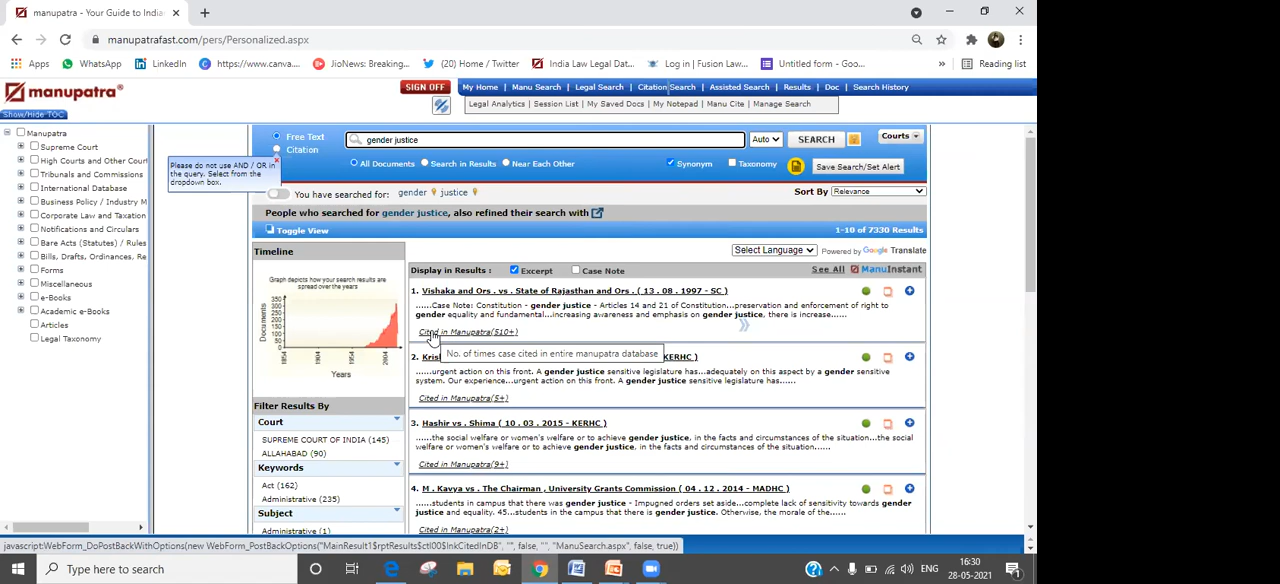 manupatra - Your Guide to Indian
manupatrafast.com/pers/Personalized.aspx
Apps WhatsApp LinkedIn https://www.canva.... JioNews: Breaking... (20) Home / Twitter India Law Legal Dat... Log in | Fusion Law... Untitled form - Goo... » Reading list
manupatra® SIGN OFF My Home | Manu Search | Legal Search | Citation Search | Assisted Search | Results | Doc | Search History
Legal Analytics | Session List | My Saved Docs | My Notepad | Manu Cite | Manage Search
Show/Hide TOC
Manupatra
Supreme Court
High Courts and Other Court
Tribunals and Commissions
International Database
Business Policy / Industry M
Corporate Law and Taxation
Notifications and Circulars
Bare Acts (Statutes) / Rules
Bills, Drafts, Ordinances, Re
Forms
Miscellaneous
e-Books
Academic e-Books
Articles
Legal Taxonomy
Free Text gender justice Auto SEARCH Courts
Citation
Please do not use AND / OR in
the query. Select from the
dropdown box.
All Documents Search in Results Near Each Other Synonym Taxonomy Save Search/Set Alert
You have searched for: gender justice Sort By Relevance
People who searched for gender justice, also refined their search with
Toggle View 1-10 of 7330 Results
Timeline
Graph depicts how your search results are
spread over the years
Documents
350
300
250
200
150
100
50
0
1854 1904 1954 2004
Years
Filter Results By
Court
SUPREME COURT OF INDIA (145)
ALLAHABAD (90)
Keywords
Act (162)
Administrative (235)
Subject
Administrative (1)
Select Language Powered by Google Translate
Display in Results : Excerpt Case Note See All ManuInstant
1. Vishaka and Ors . vs . State of Rajasthan and Ors . ( 13 . 08 . 1997 - SC )
......Case Note: Constitution - gender justice - Articles 14 and 21 of Constitution...preservation and enforcement of right to
gender equality and fundamental...increasing awareness and emphasis on gender justice, there is increase......
Cited in Manupatra(510+)
No. of times case cited in entire manupatra database
2. Kris KERHC )
......urgent action on this front. A gender justice sensitive legislature has...adequately on this aspect by a gender sensitive
system. Our experience...urgent action on this front. A gender justice sensitive legislature has......
Cited in Manupatra(5+)
3. Hashir vs . Shima ( 10 . 03 . 2015 - KERHC )
......the social welfare or women's welfare or to achieve gender justice, in the facts and circumstances of the situation...the social
welfare or women's welfare or to achieve gender justice, in the facts and circumstances of the situation......
Cited in Manupatra(9+)
4. M . Kavya vs . The Chairman , University Grants Commission ( 04 . 12 . 2014 - MADHC )
......students in campus that there was gender justice - Impugned orders set aside...complete lack of sensitivity towards gender
justice and equality. 45...students in the campus that there is gender justice. Otherwise, the morale of the......
Cited in Manupatra(2+)
javascript:WebForm_DoPostBackWithOptions(new WebForm_PostBackOptions("MainResult1$rptResults$ctl00$lnkCitedInDB", "", false, "", "ManuSearch.aspx", false, true))
Type here to search ENG 16:30
28-05-2021